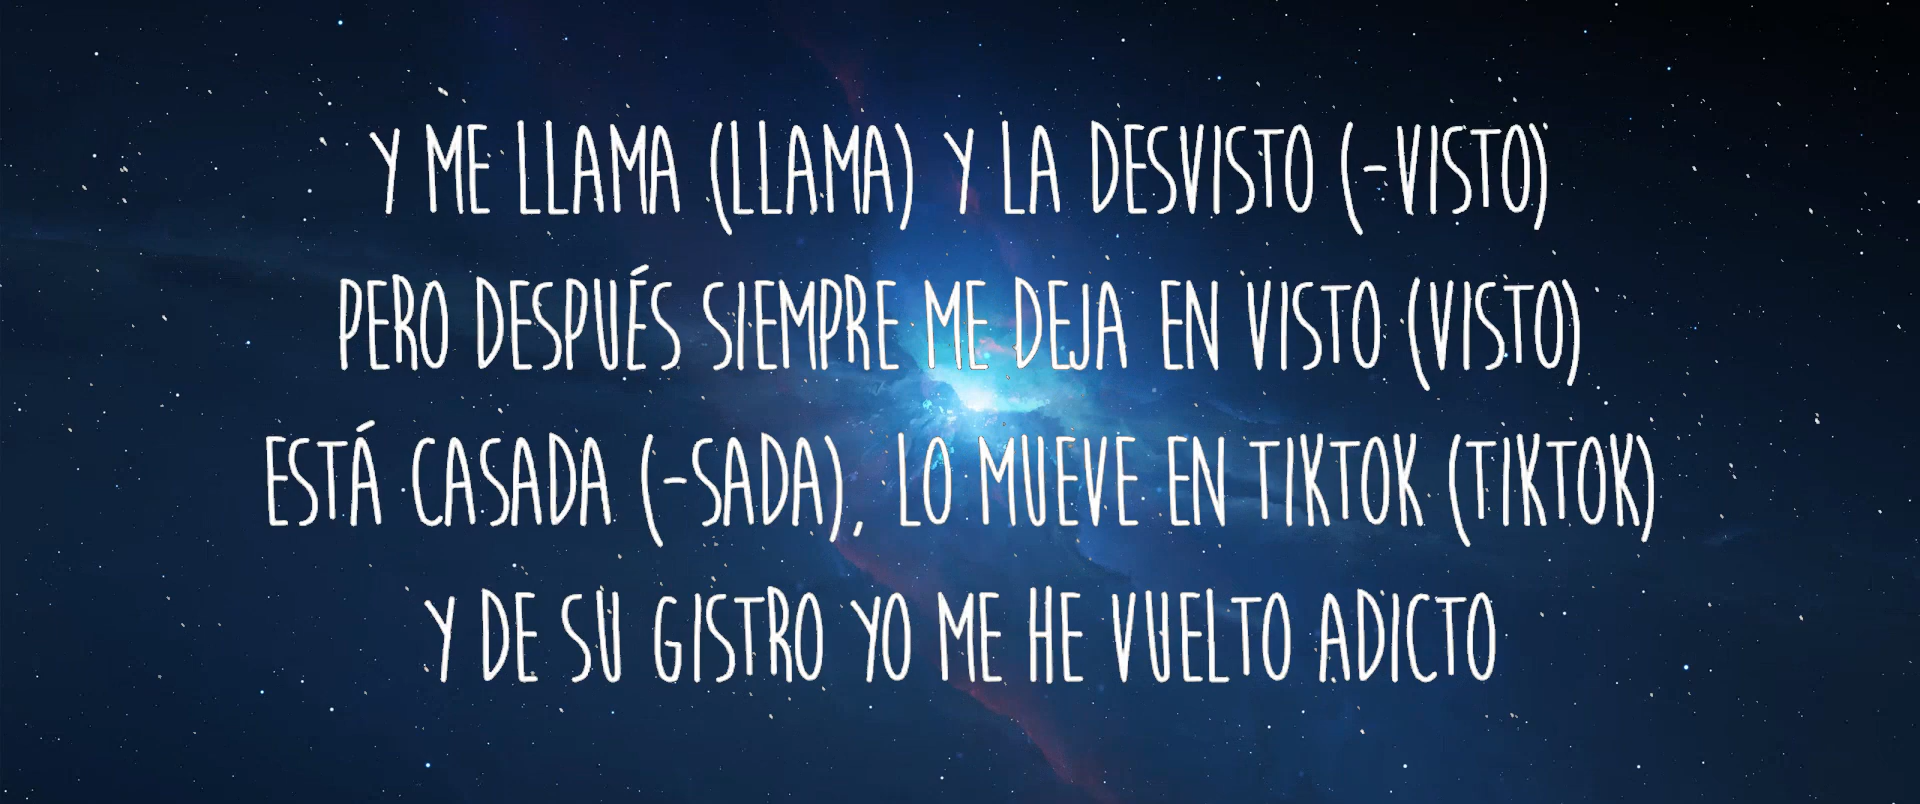 Y ME LLAMA (LLAMA) Y LA DESVISTO (-VISTO)
PERO DESPUÉS SIEMPRE ME DEJA EN VISTO (VISTO)
ESTÁ CASADA (-SADA), LO MUEVE EN TIKTOK (TIKTOK)
Y DE SU GISTRO YO ME HE VUELTO ADICTO